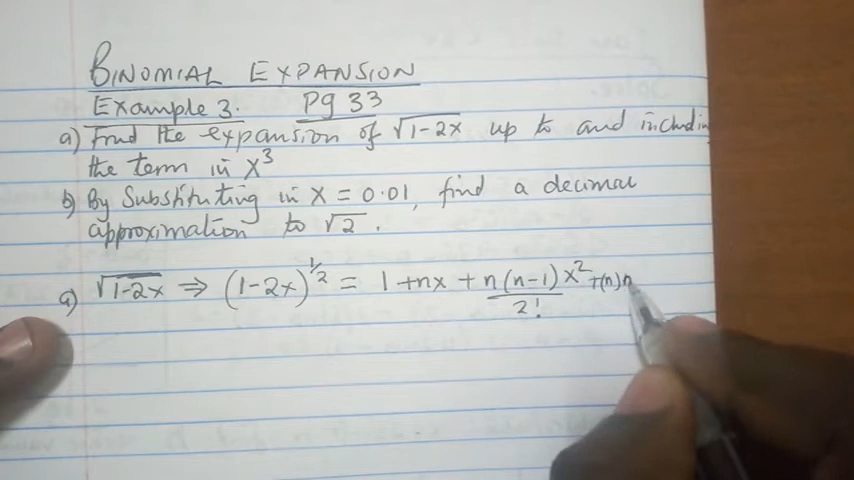 BINOMIAL EXPANSION
Example 3. Pg 33
a) Find the expansion of √1-2x up to and includin
the term in x³
b) By Substituting in x = 0.01, find a decimal
approximation to √2.
a) √1-2x ⇒ (1-2x)^1/2 = 1 + nx + n(n-1)x²/2! + (n)n